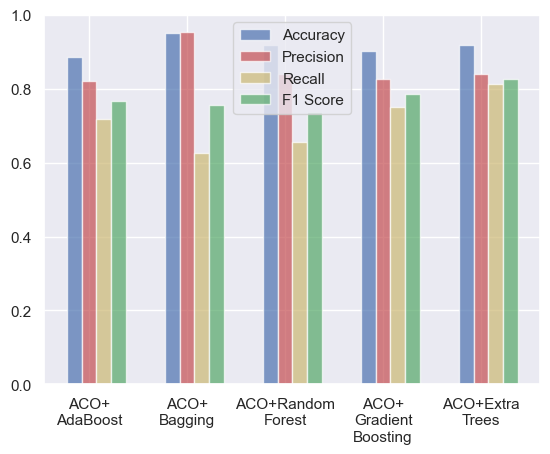 1.0
0.8
0.6
0.4
0.2
0.0
Accuracy
Precision
Recall
F1 Score
ACO+
AdaBoost
ACO+
Bagging
ACO+Random
Forest
ACO+
Gradient
Boosting
ACO+Extra
Trees